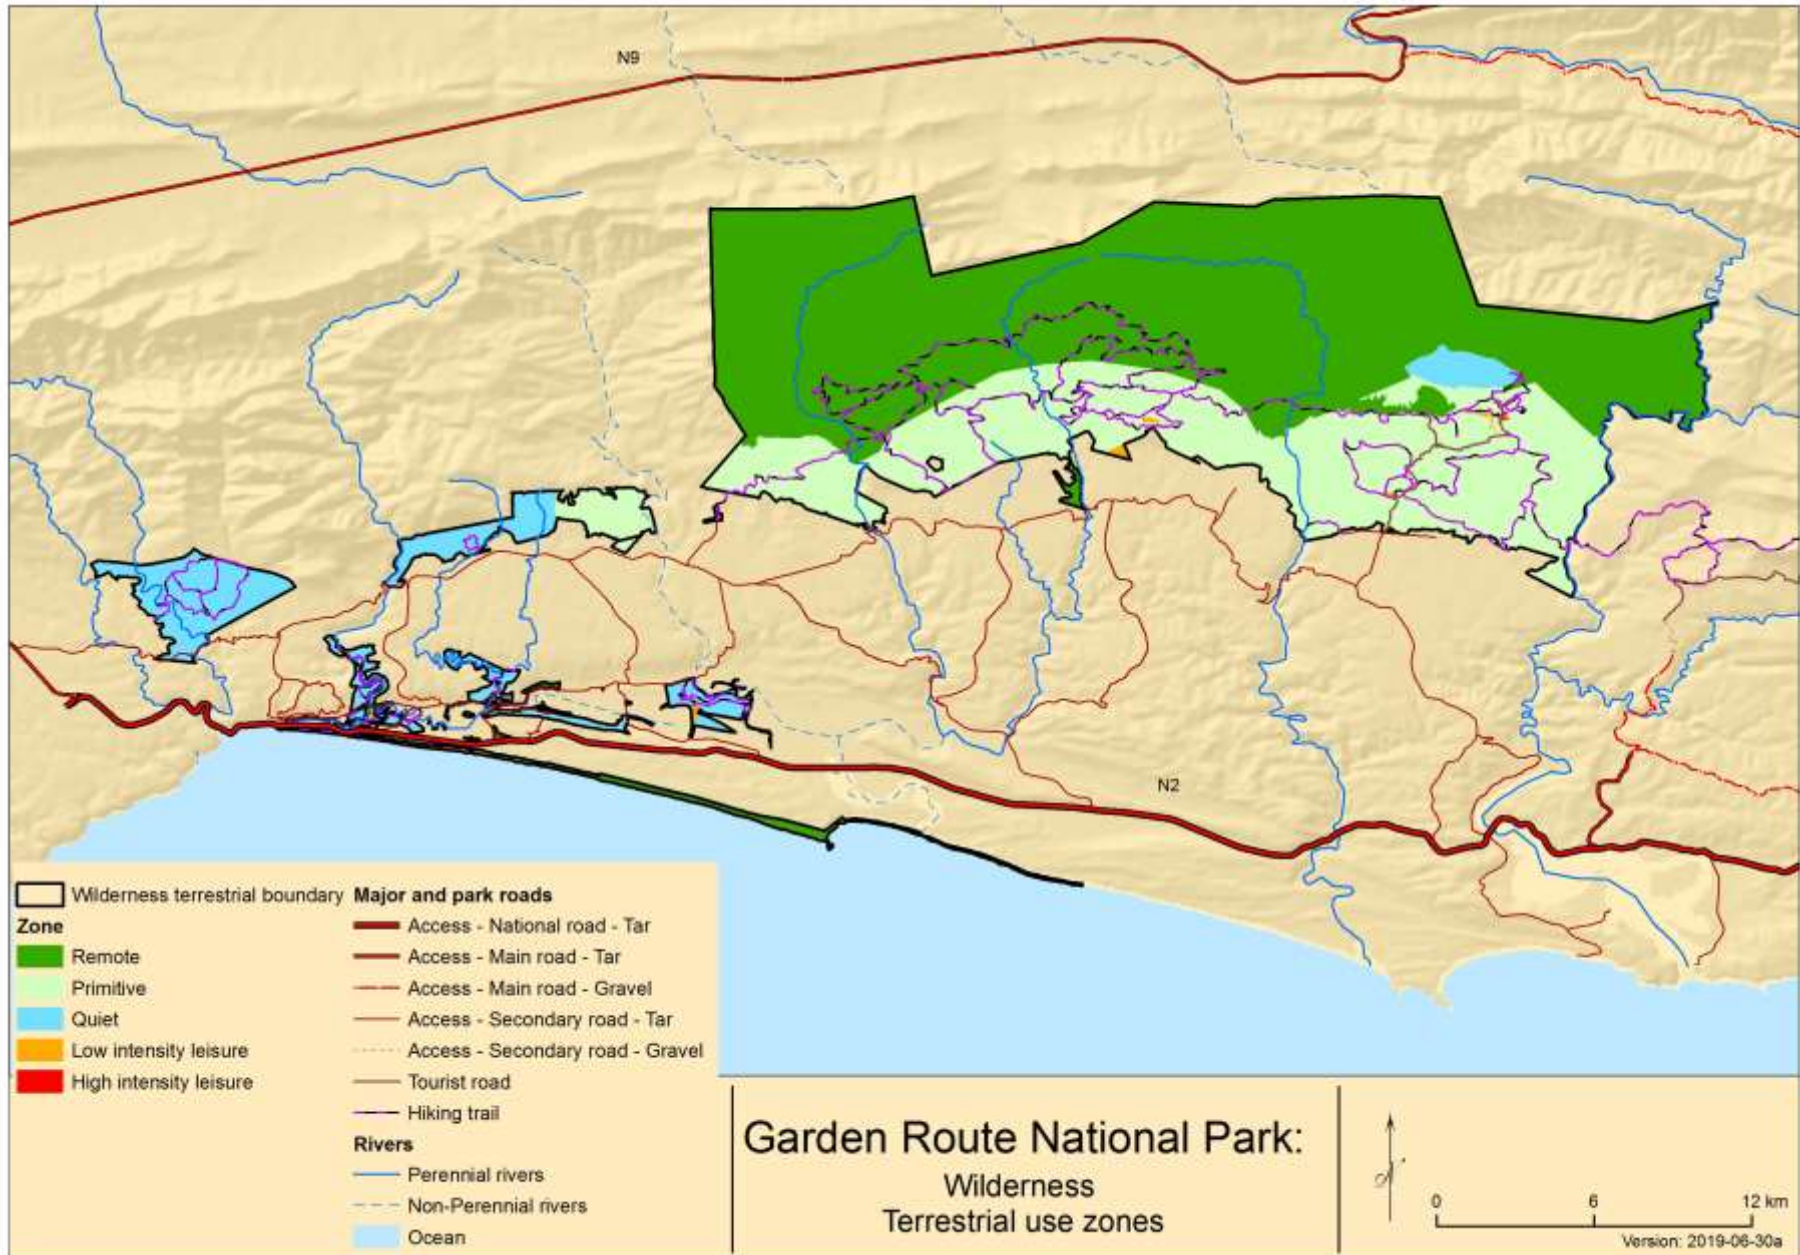 N9
N2
Wilderness terrestrial boundary
Zone
Remote
Primitive
Quiet
Low intensity leisure
High intensity leisure
Major and park roads
Access - National road - Tar
Access - Main road - Tar
Access - Main road - Gravel
Access - Secondary road - Tar
Access - Secondary road - Gravel
Tourist road
Hiking trail
Rivers
Perennial rivers
Non-Perennial rivers
Ocean
Garden Route National Park:
Wilderness
Terrestrial use zones
N
0 6 12 km
Version: 2019-06-30a